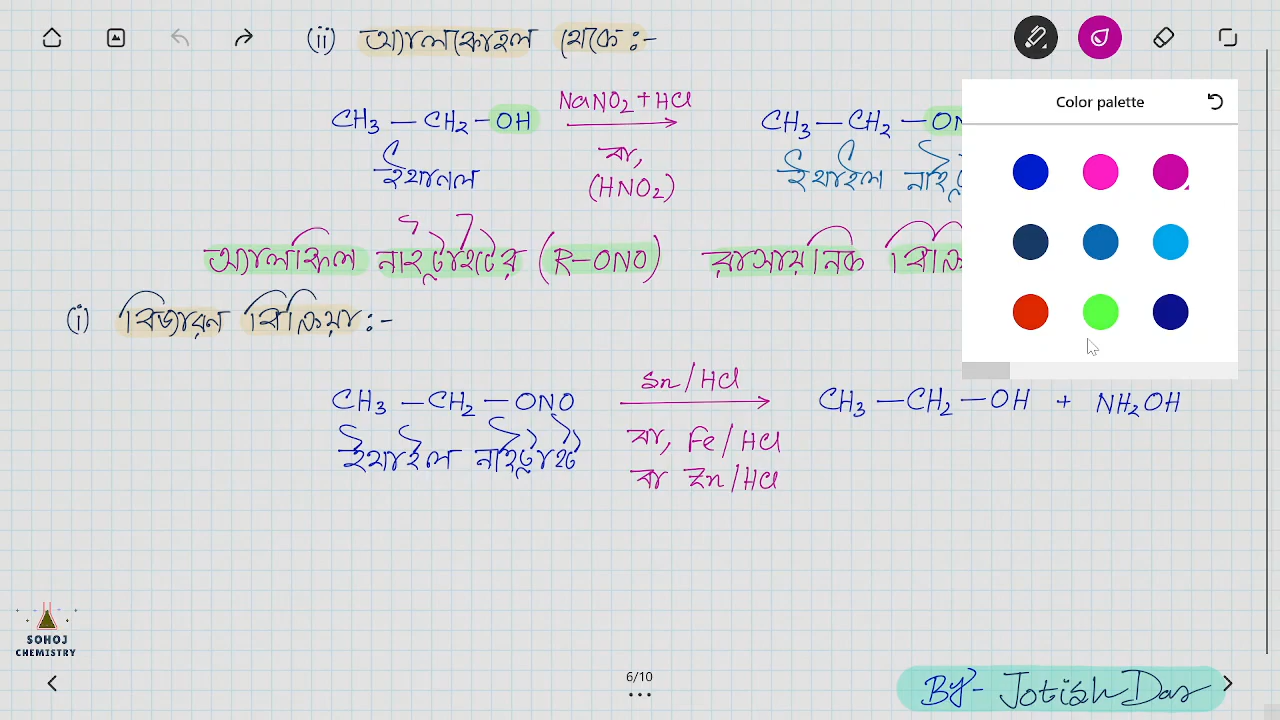 (ii) অ্যালকোহল থেকে:-
Color palette
CH3 — CH2 — OH NaNO2 + HCl CH3 — CH2 — ON
বা,
ইথানল (HNO2) ইথাইল নাই
অ্যালকিল নাইট্রাইটের (R-ONO) রাসায়নিক বিক্রি
(i) বিজারন বিক্রিয়া:-
CH3 — CH2 — ONO Sn/HCl CH3 — CH2 — OH + NH2OH
ইথাইল নাইট্রাইট বা, Fe/HCl
বা Zn/HCl
SOHOJ
CHEMISTRY
6/10
BY- Jotish Das